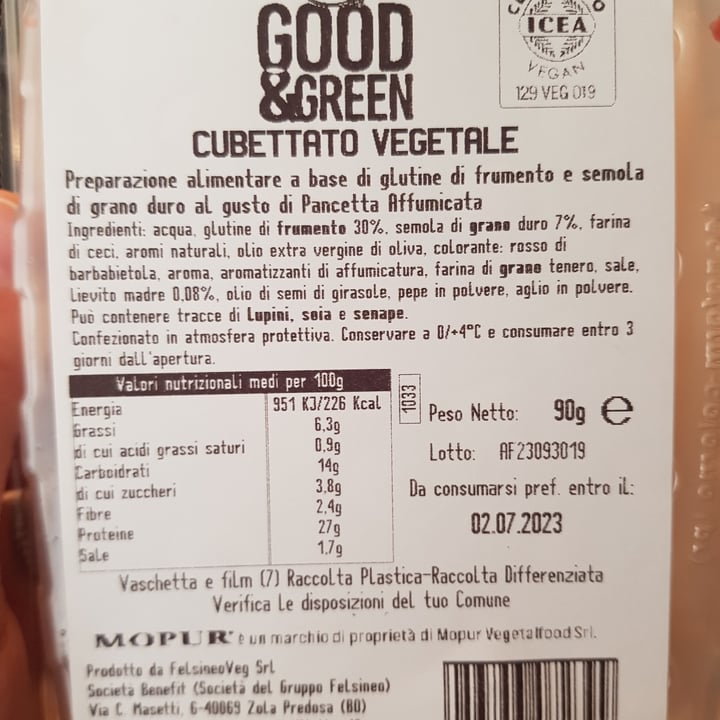 GOOD
&GREEN
ICEA
VEGAN
129 VEG 019
CUBETTATO VEGETALE
Preparazione alimentare a base di glutine di frumento e semola
di grano duro al gusto di Pancetta Affumicata
Ingredienti: acqua, glutine di frumento 30%, semola di grano duro 7%, farina
di ceci, aromi naturali, olio extra vergine di oliva, colorante: rosso di
barbabietola, aroma, aromatizzanti di affumicatura, farina di grano tenero, sale,
Lievito madre 0,08%, olio di semi di girasole, pepe in polvere, aglio in polvere.
Può contenere tracce di Lupini, soia e senape.
Confezionato in atmosfera protettiva. Conservare a 0/+4°C e consumare entro 3
giorni dall'apertura.
Valori nutrizionali medi per 100g
Energia 951 KJ/226 Kcal
Grassi 6,3g
di cui acidi grassi saturi 0,9g
Carboidrati 14g
di cui zuccheri 3,8g
Fibre 2,4g
Proteine 27g
Sale 1,7g
1033
Peso Netto: 90g e
Lotto: AF23093019
Da consumarsi pref. entro il:
02.07.2023
Vaschetta e film (7) Raccolta Plastica-Raccolta Differenziata
Verifica le disposizioni del tuo Comune
MOPUR® è un marchio di proprietà di Mopur Vegetalfood Srl.
Prodotto da FelsineoVeg Srl
Società Benefit (Società del Gruppo Felsineo)
Via C. Masetti, 6-40069 Zola Predosa (BO)